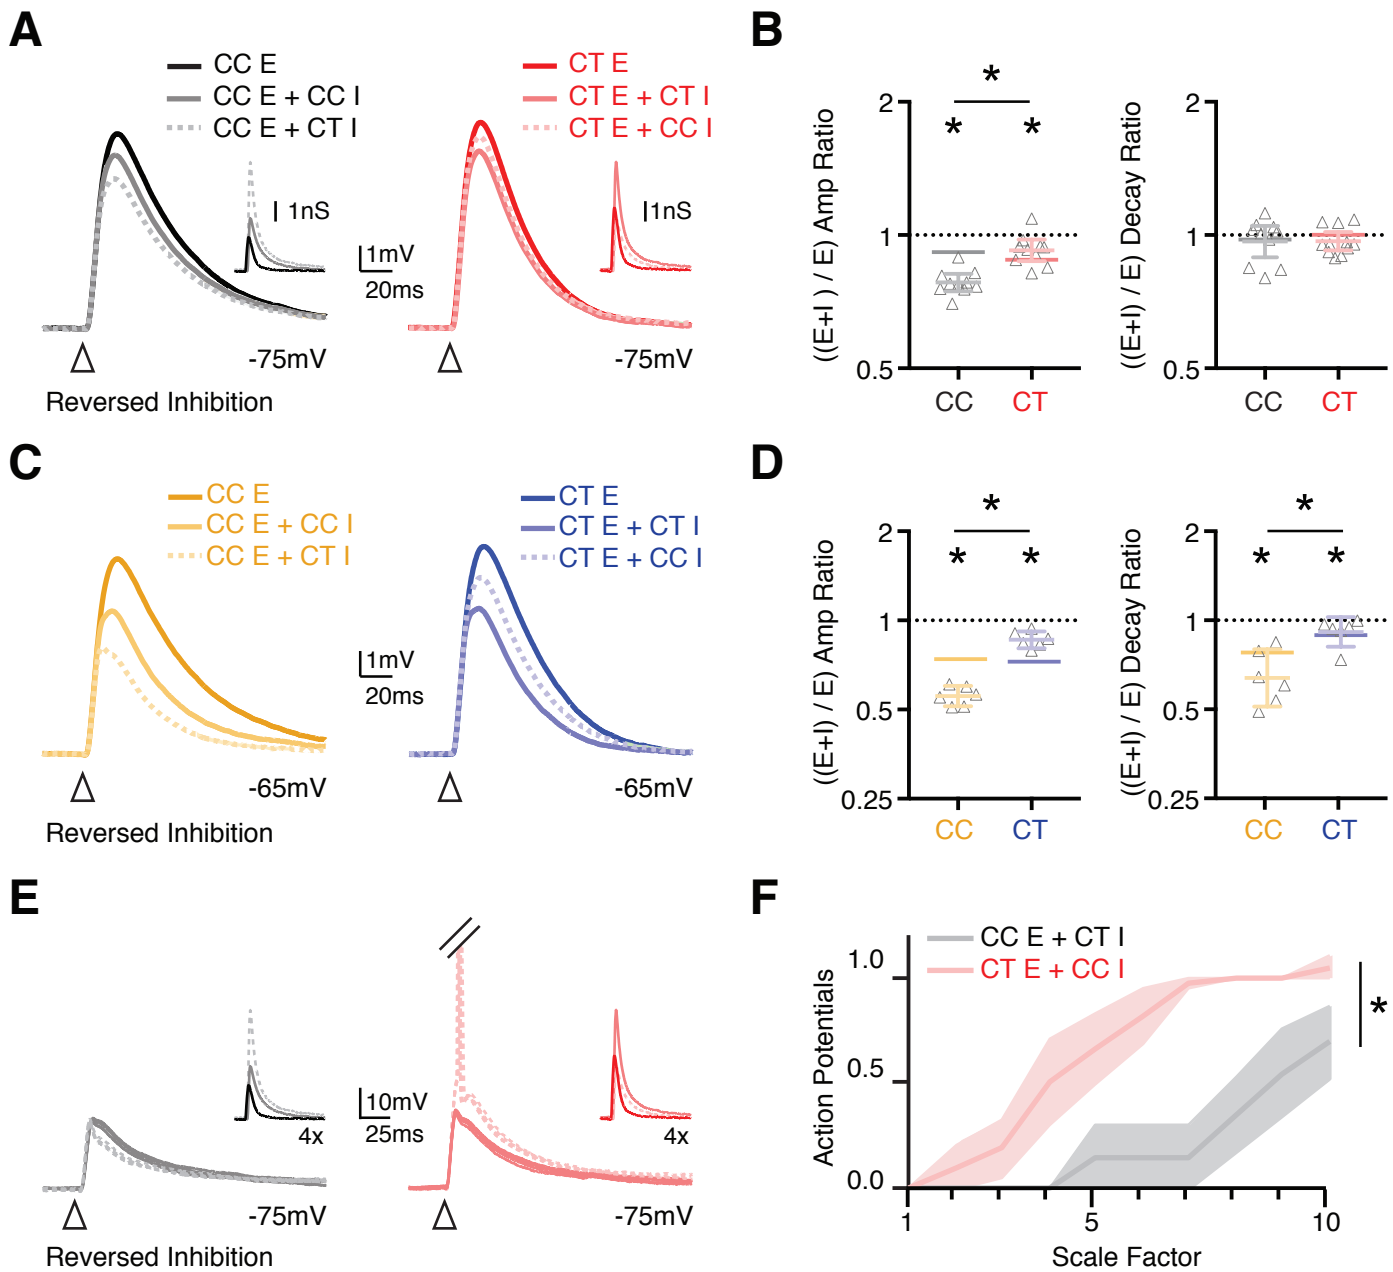 A
CC E
CC E + CC I
CC E + CT I
1nS
1mV
20ms
-75mV
Reversed Inhibition
CT E
CT E + CT I
CT E + CC I
1nS
-75mV
B
((E+I ) / E) Amp Ratio
2
1
0.5
*
*
*
CC
CT
((E+I) / E) Decay Ratio
2
1
0.5
CC
CT
C
CC E
CC E + CC I
CC E + CT I
1mV
20ms
-65mV
Reversed Inhibition
CT E
CT E + CT I
CT E + CC I
-65mV
D
((E+I) / E) Amp Ratio
2
1
0.5
0.25
*
*
*
CC
CT
((E+I) / E) Decay Ratio
2
1
0.5
0.25
*
*
*
CC
CT
E
4x
10mV
25ms
-75mV
Reversed Inhibition
4x
-75mV
F
CC E + CT I
CT E + CC I
Action Potentials
1.0
0.5
0.0
*
1
5
10
Scale Factor